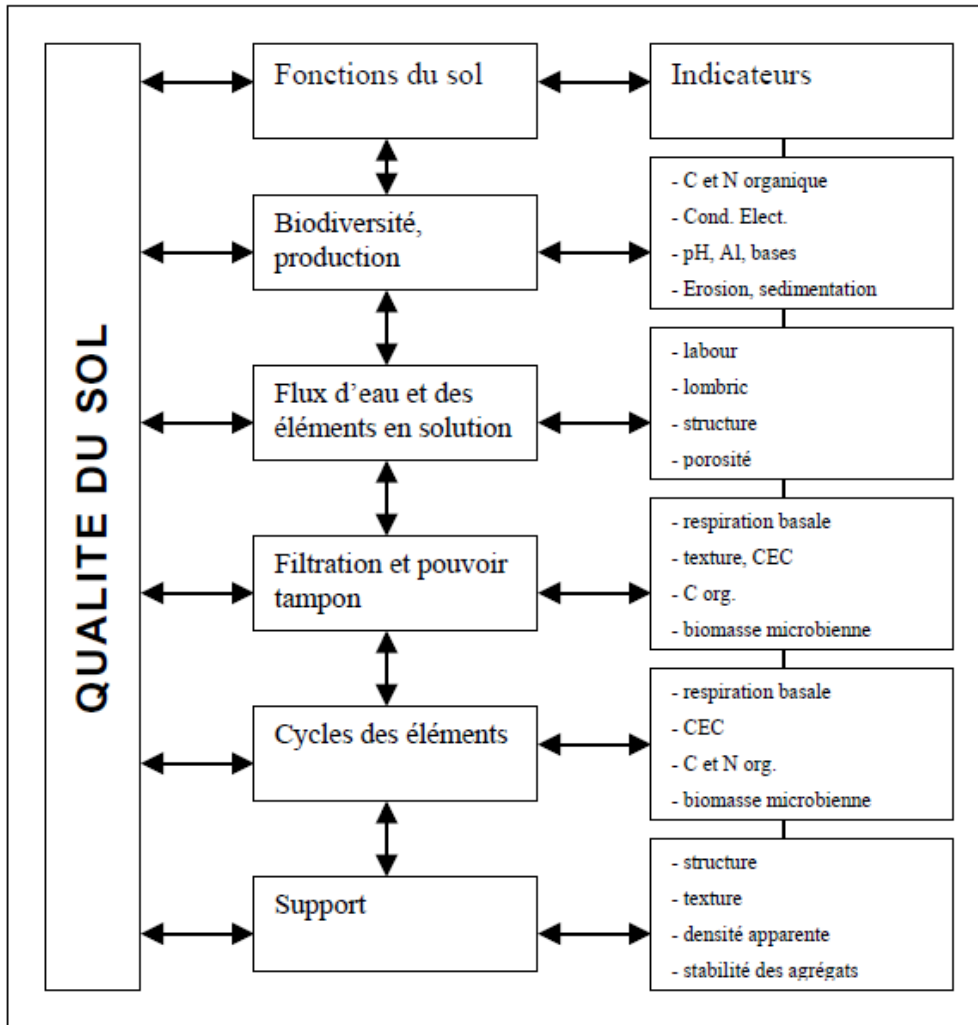 QUALITE DU SOL
Fonctions du sol
Indicateurs
Biodiversité,
production
- C et N organique
- Cond. Elect.
- pH, Al, bases
- Erosion, sedimentation
Flux d'eau et des
éléments en solution
- labour
- lombric
- structure
- porosité
Filtration et pouvoir
tampon
- respiration basale
- texture, CEC
- C org.
- biomasse microbienne
Cycles des éléments
- respiration basale
- CEC
- C et N org.
- biomasse microbienne
Support
- structure
- texture
- densité apparente
- stabilité des agrégats